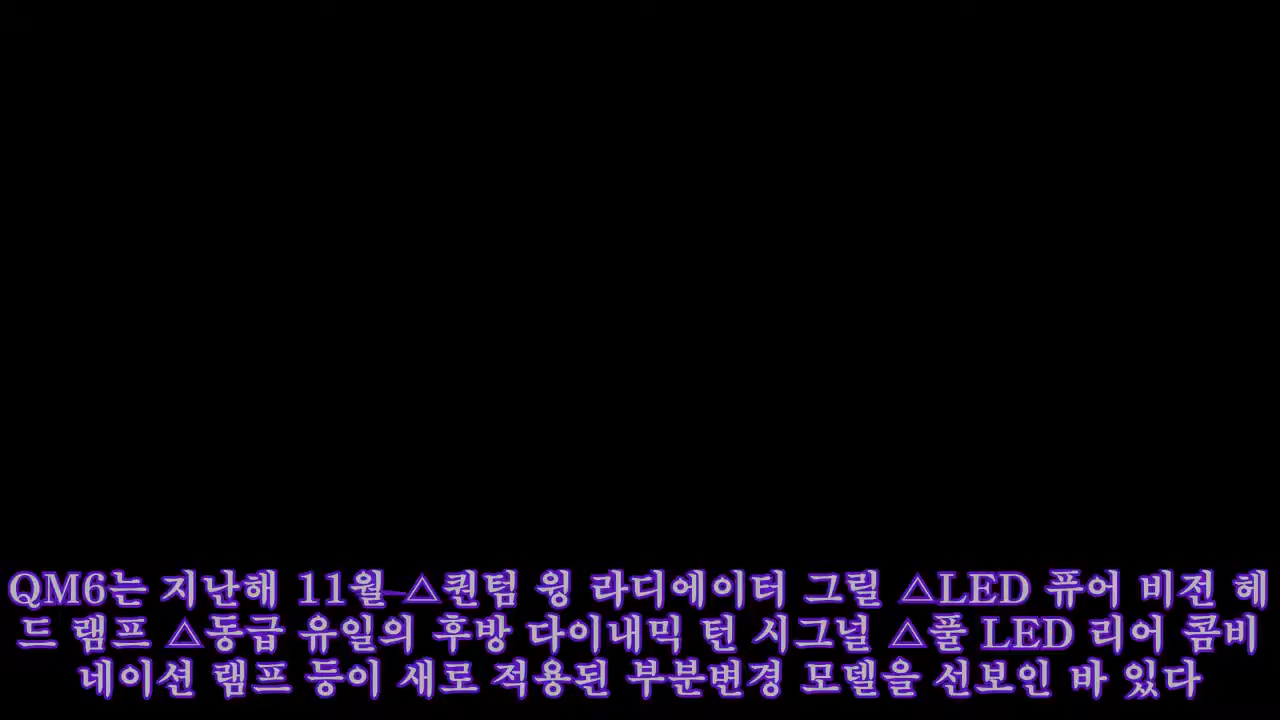 QM6는 지난해 11월 △퀀텀 윙 라디에이터 그릴 △LED 퓨어 비전 헤
드 램프 △동급 유일의 후방 다이내믹 턴 시그널 △풀 LED 리어 콤비
네이션 램프 등이 새로 적용된 부분변경 모델을 선보인 바 있다